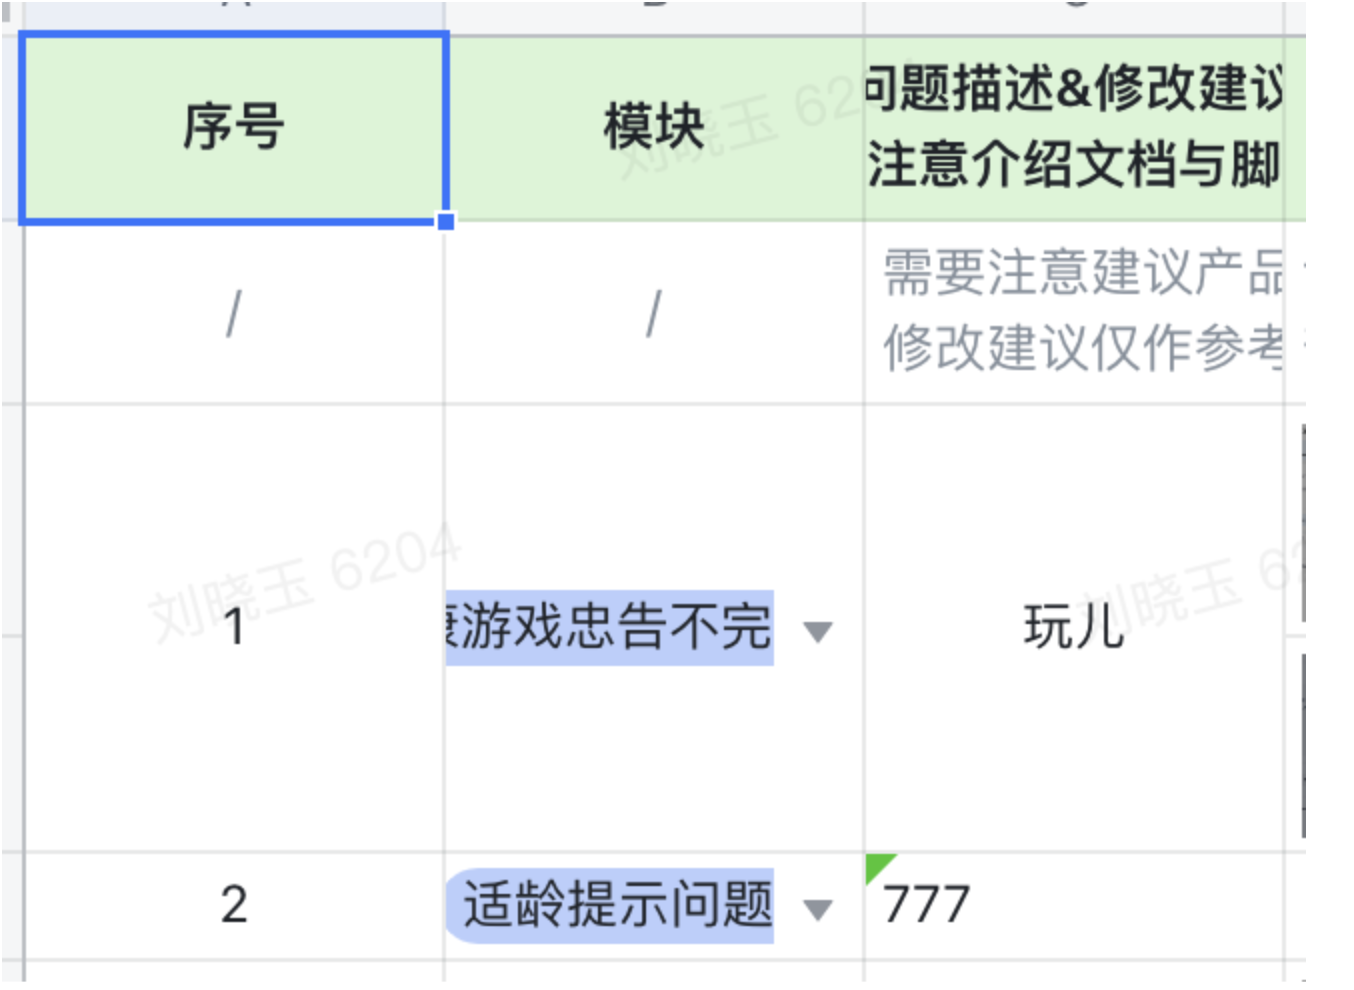 序号 模块 问题描述&修改建议
注意介绍文档与脚
/ / 需要注意建议产品
修改建议仅作参考
1 康游戏忠告不完 玩儿
2 适龄提示问题 777
刘晓玉 62
刘晓玉 6204
刘晓玉 62